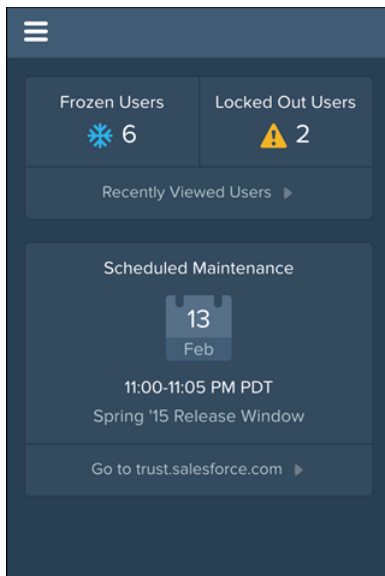 Frozen Users
Locked Out Users
6
2
Recently Viewed Users
Scheduled Maintenance
13
Feb
11:00-11:05 PM PDT
Spring '15 Release Window
Go to trust.salesforce.com